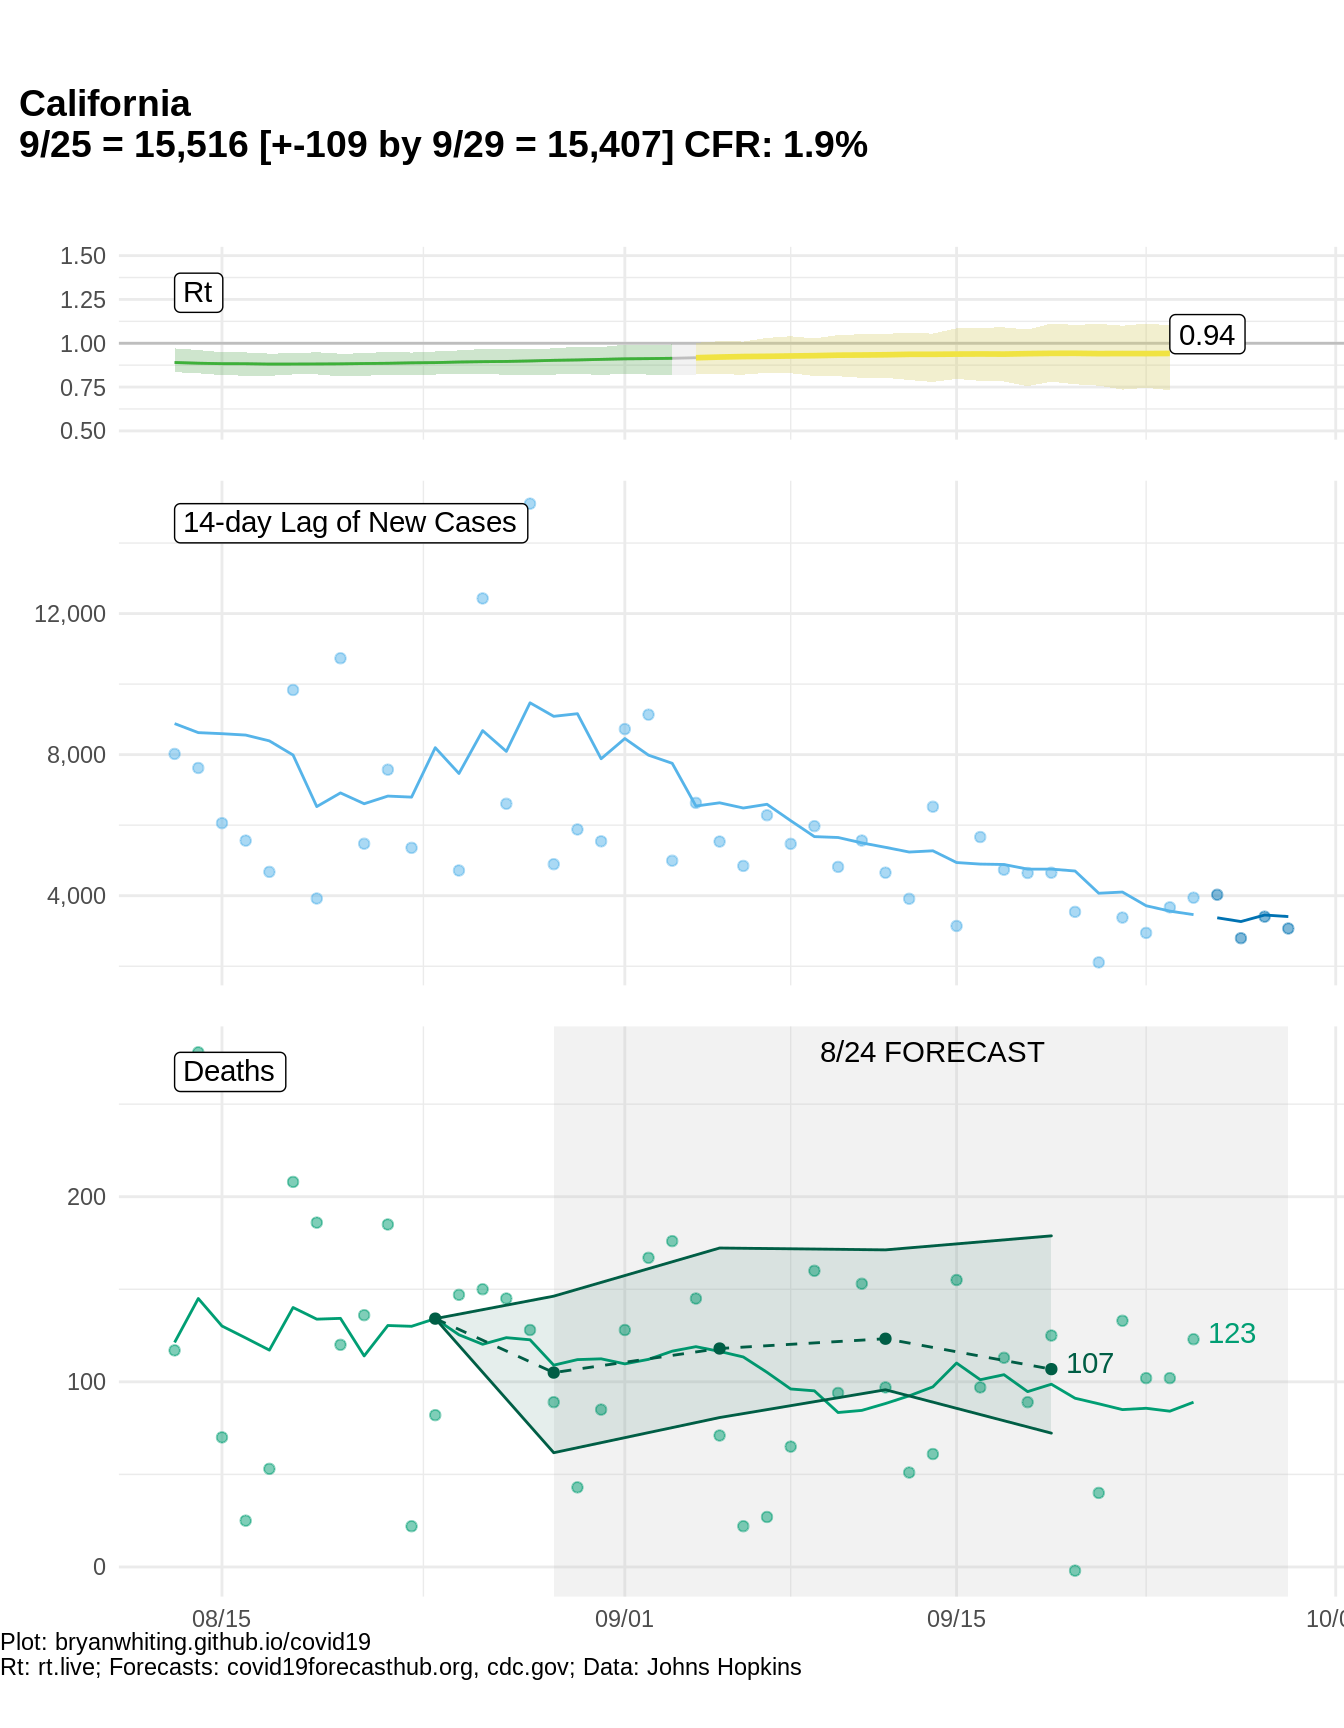 California
9/25 = 15,516 [+-109 by 9/29 = 15,407] CFR: 1.9%
1.50
Rt
1.25
1.00
0.94
0.75
0.50
14-day Lag of New Cases
12,000
8,000
4,000
8/24 FORECAST
Deaths
200
123
107
100
0
08/15
09/01
09/15
10/0
Plot: bryanwhiting.github.io/covid19
Rt: rt.live; Forecasts: covid19forecasthub.org, cdc.gov; Data: Johns Hopkins